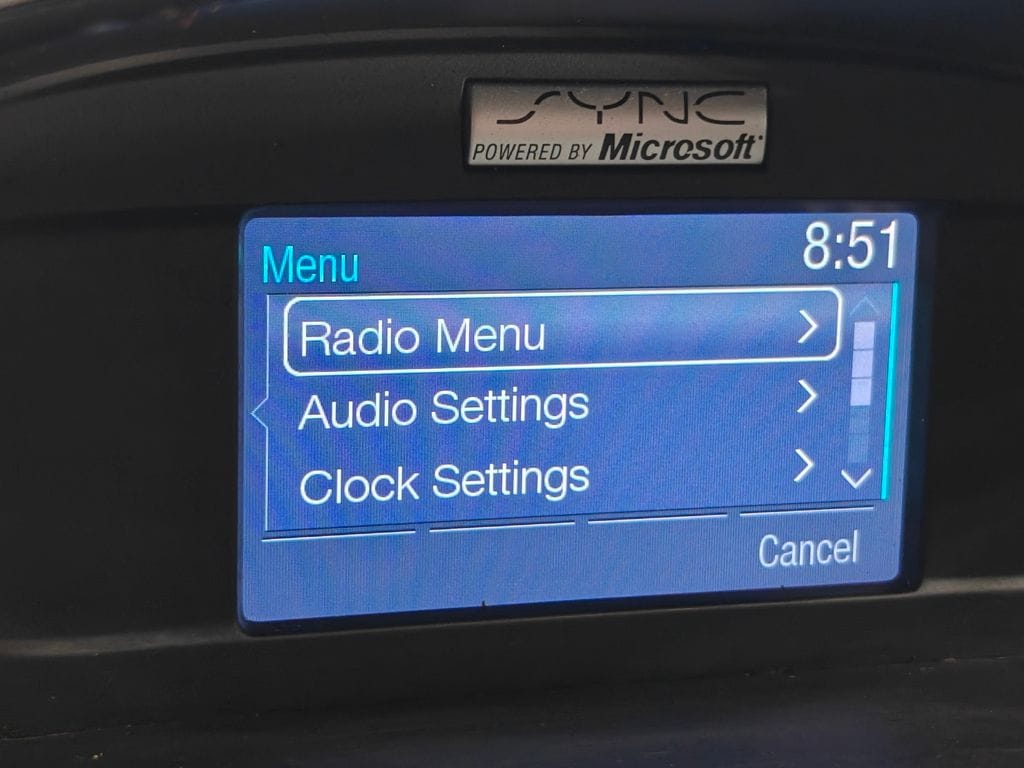 SYNC
POWERED BY Microsoft
Menu 8:51
Radio Menu
Audio Settings
Clock Settings
Cancel